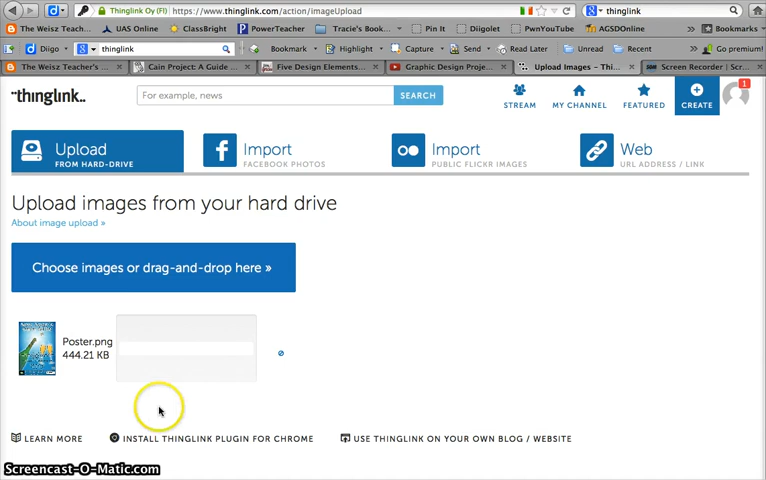 Thinglink Oy (FI) https://www.thinglink.com/action/imageUpload thinglink
The Weisz Teach... UAS Online ClassBright PowerTeacher Tracie's Book... Pin It Diigolet PwnYouTube AGSDOnline Bookmarks
Diigo thinglink Bookmark Highlight Capture Send Read Later Unread Recent Go premium!
The Weisz Teacher's... Cain Project: A Guide ... Five Design Elements... Graphic Design Proje... Upload Images – Thi... Screen Recorder | Scr...
thinglink.. For example, news SEARCH STREAM MY CHANNEL FEATURED CREATE 1
Upload
FROM HARD-DRIVE
Import
FACEBOOK PHOTOS
Import
PUBLIC FLICKR IMAGES
Web
URL ADDRESS / LINK
Upload images from your hard drive
About image upload »
Choose images or drag-and-drop here »
Poster.png
444.21 KB
LEARN MORE INSTALL THINGLINK PLUGIN FOR CHROME USE THINGLINK ON YOUR OWN BLOG / WEBSITE
Screencast-O-Matic.com